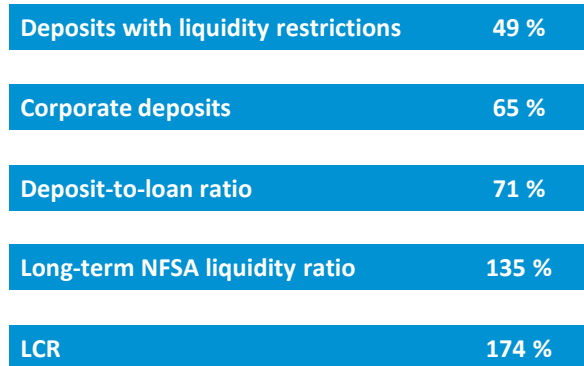 Deposits with liquidity restrictions 49 %
Corporate deposits 65 %
Deposit-to-loan ratio 71 %
Long-term NFSA liquidity ratio 135 %
LCR 174 %